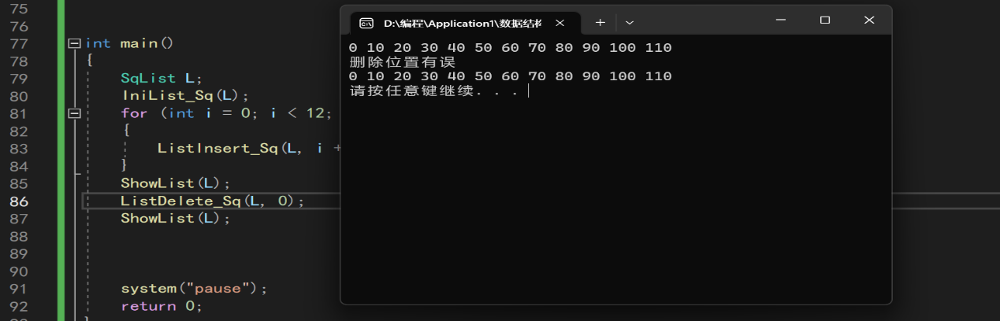 75
76
77 int main()
78 {
79 SqList L;
80 IniList_Sq(L);
81 for (int i = 0; i < 12;
82 {
83 ListInsert_Sq(L, i +
84 }
85 ShowList(L);
86 ListDelete_Sq(L, 0);
87 ShowList(L);
88
89
90
91 system("pause");
92 return 0;
}
D:\编程\Application1\数据结构
0 10 20 30 40 50 60 70 80 90 100 110
删除位置有误
0 10 20 30 40 50 60 70 80 90 100 110
请按任意键继续. . .